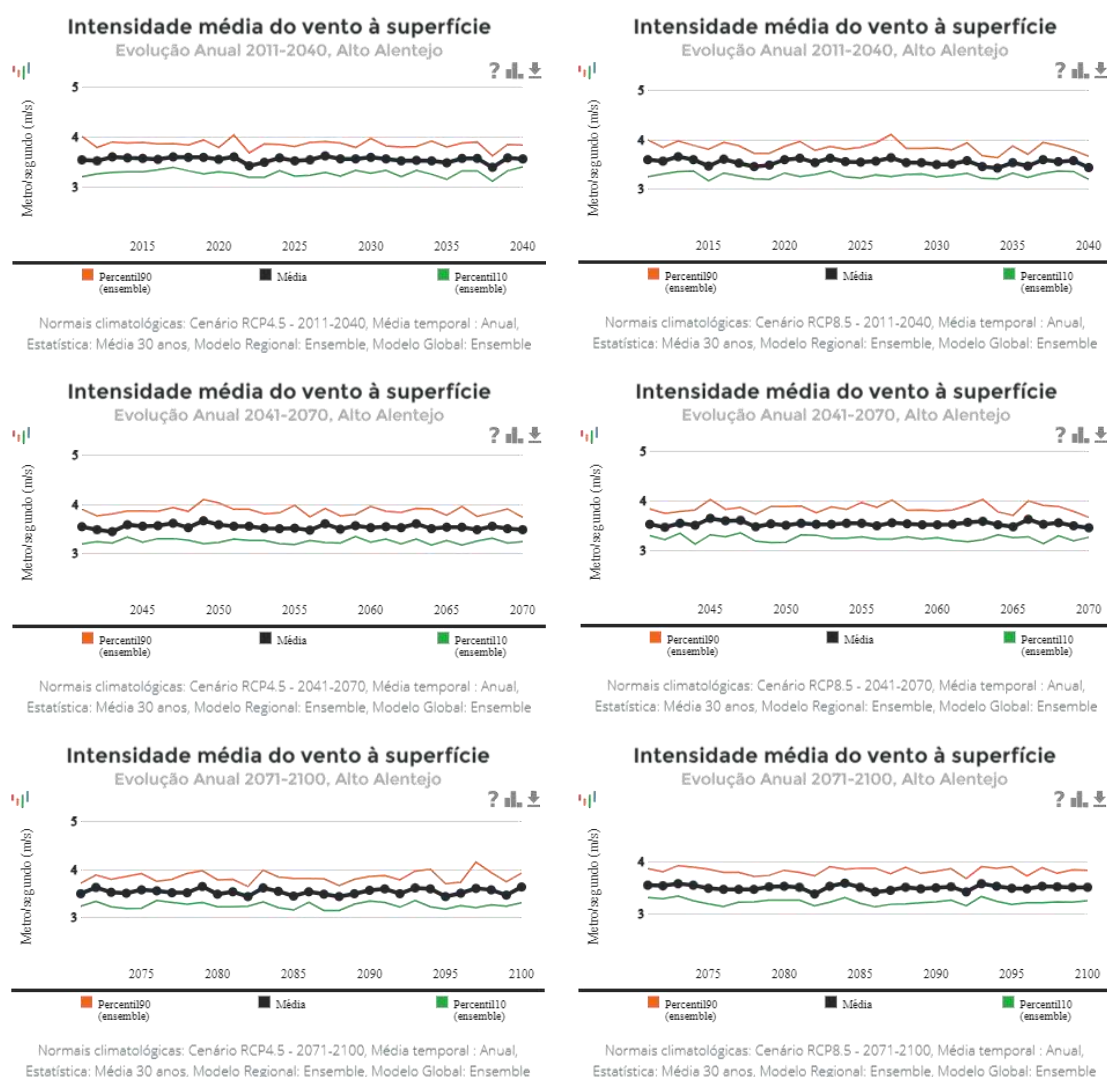 Intensidade média do vento à superfície
Evolução Anual 2011-2040, Alto Alentejo
?
Metro/segundo (m/s)
5
4
3
2015 2020 2025 2030 2035 2040
Percentil90 (ensemble)
Média
Percentil10 (ensemble)
Normais climatológicas: Cenário RCP4.5 - 2011-2040, Média temporal : Anual,
Estatística: Média 30 anos, Modelo Regional: Ensemble, Modelo Global: Ensemble
Intensidade média do vento à superfície
Evolução Anual 2011-2040, Alto Alentejo
?
Metro/segundo (m/s)
5
4
3
2015 2020 2025 2030 2035 2040
Percentil90 (ensemble)
Média
Percentil10 (ensemble)
Normais climatológicas: Cenário RCP8.5 - 2011-2040, Média temporal : Anual,
Estatística: Média 30 anos, Modelo Regional: Ensemble, Modelo Global: Ensemble
Intensidade média do vento à superfície
Evolução Anual 2041-2070, Alto Alentejo
?
Metro/segundo (m/s)
5
4
3
2045 2050 2055 2060 2065 2070
Percentil90 (ensemble)
Média
Percentil10 (ensemble)
Normais climatológicas: Cenário RCP4.5 - 2041-2070, Média temporal : Anual,
Estatística: Média 30 anos, Modelo Regional: Ensemble, Modelo Global: Ensemble
Intensidade média do vento à superfície
Evolução Anual 2041-2070, Alto Alentejo
?
Metro/segundo (m/s)
5
4
3
2045 2050 2055 2060 2065 2070
Percentil90 (ensemble)
Média
Percentil10 (ensemble)
Normais climatológicas: Cenário RCP8.5 - 2041-2070, Média temporal : Anual,
Estatística: Média 30 anos, Modelo Regional: Ensemble, Modelo Global: Ensemble
Intensidade média do vento à superfície
Evolução Anual 2071-2100, Alto Alentejo
?
Metro/segundo (m/s)
5
4
3
2075 2080 2085 2090 2095 2100
Percentil90 (ensemble)
Média
Percentil10 (ensemble)
Normais climatológicas: Cenário RCP4.5 - 2071-2100, Média temporal : Anual,
Estatística: Média 30 anos, Modelo Regional: Ensemble, Modelo Global: Ensemble
Intensidade média do vento à superfície
Evolução Anual 2071-2100, Alto Alentejo
?
Metro/segundo (m/s)
4
3
2075 2080 2085 2090 2095 2100
Percentil90 (ensemble)
Média
Percentil10 (ensemble)
Normais climatológicas: Cenário RCP8.5 - 2071-2100, Média temporal : Anual,
Estatística: Média 30 anos, Modelo Regional: Ensemble, Modelo Global: Ensemble